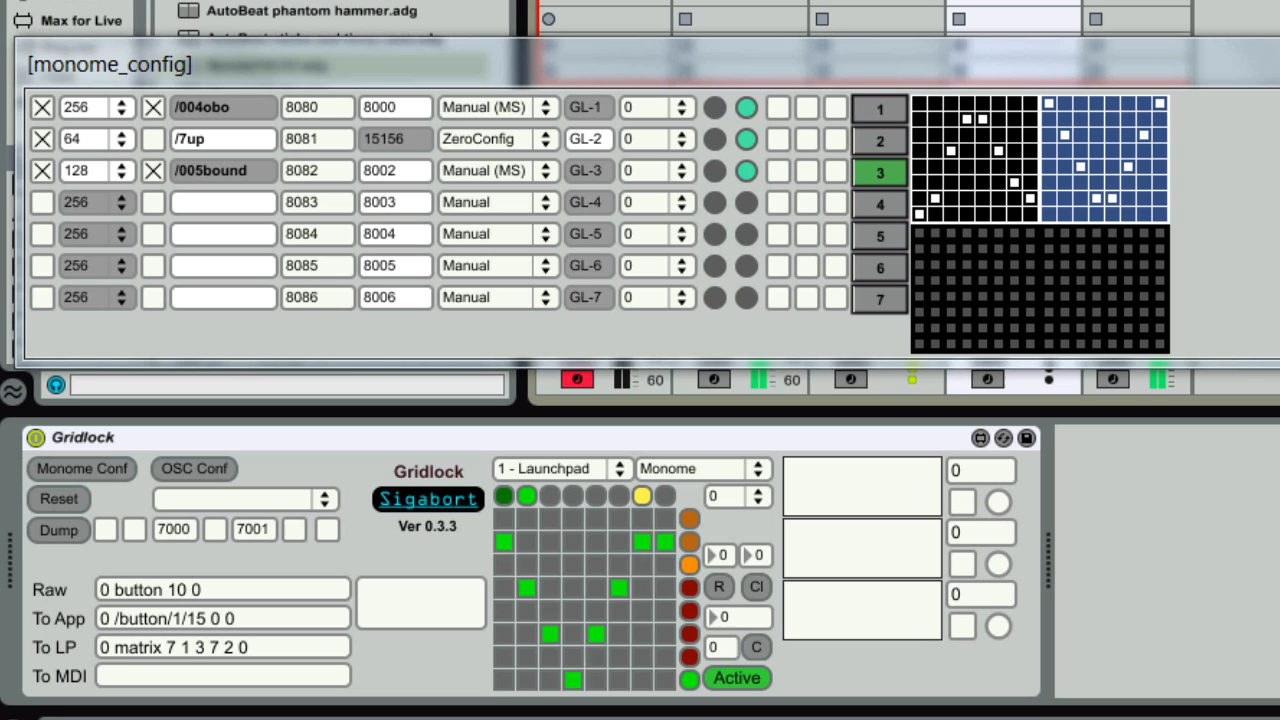 Max for Live
AutoBeat phantom hammer.adg
[monome_config]
256 /004obo 8080 8000 Manual (MS) GL-1 0 1
64 /7up 8081 15156 ZeroConfig GL-2 0 2
128 /005bound 8082 8002 Manual (MS) GL-3 0 3
256 8083 8003 Manual GL-4 0 4
256 8084 8004 Manual GL-5 0 5
256 8085 8005 Manual GL-6 0 6
256 8086 8006 Manual GL-7 0 7
60 60
Gridlock
Monome Conf OSC Conf Gridlock 1 - Launchpad Monome 0
Reset Sigabort 0
Dump 7000 7001 Ver 0.3.3 0
0 0
Raw 0 button 10 0 R Cl 0
To App 0 /button/1/15 0 0 0
To LP 0 matrix 7 1 3 7 2 0 0 C
To MDI Active